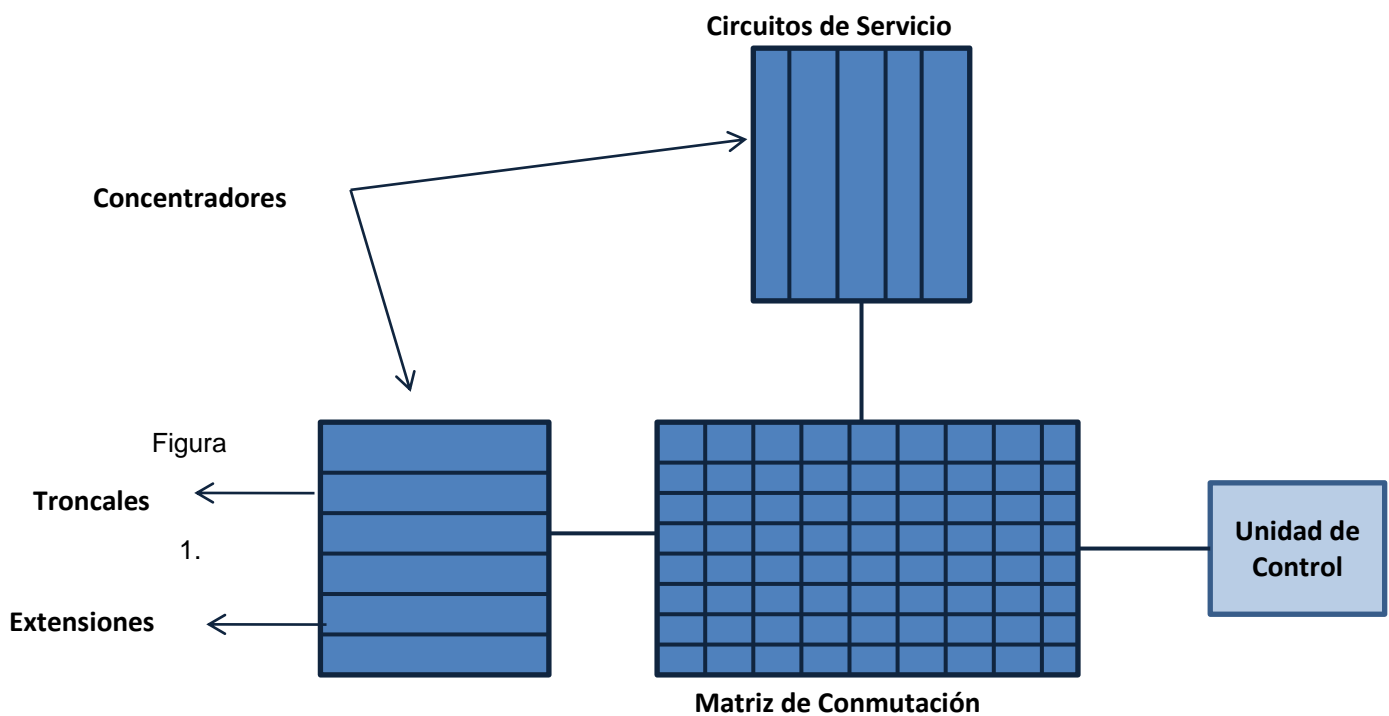 Circuitos de Servicio
Concentradores
Figura
Troncales
1.
Extensiones
Unidad de
Control
Matriz de Conmutación